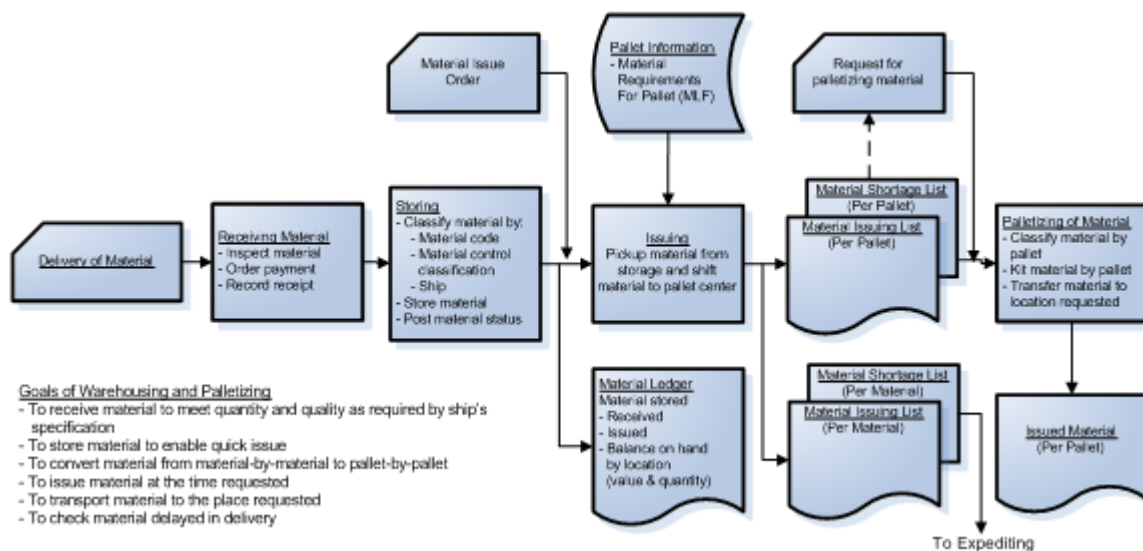 Material Issue
Order
Pallet Information
- Material
Requirements
For Pallet (MLF)
Request for
palletizing material
Delivery of Material
Receiving Material
- Inspect material
- Order payment
- Record receipt
Storing
- Classify material by:
- Material code
- Material control
classification
- Ship
- Store material
- Post material status
Issuing
Pickup material from
storage and shift
material to pallet center
Material Shortage List
(Per Pallet)
Material Issuing List
(Per Pallet)
Palletizing of Material
- Classify material by
pallet
- Kit material by pallet
- Transfer material to
location requested
Material Ledger
Material stored
- Received
- Issued
- Balance on hand
by location
(value & quantity)
Material Shortage List
(Per Material)
Material Issuing List
(Per Material)
Issued Material
(Per Pallet)
To Expediting
Goals of Warehousing and Palletizing
- To receive material to meet quantity and quality as required by ship's
specification
- To store material to enable quick issue
- To convert material from material-by-material to pallet-by-pallet
- To issue material at the time requested
- To transport material to the place requested
- To check material delayed in delivery